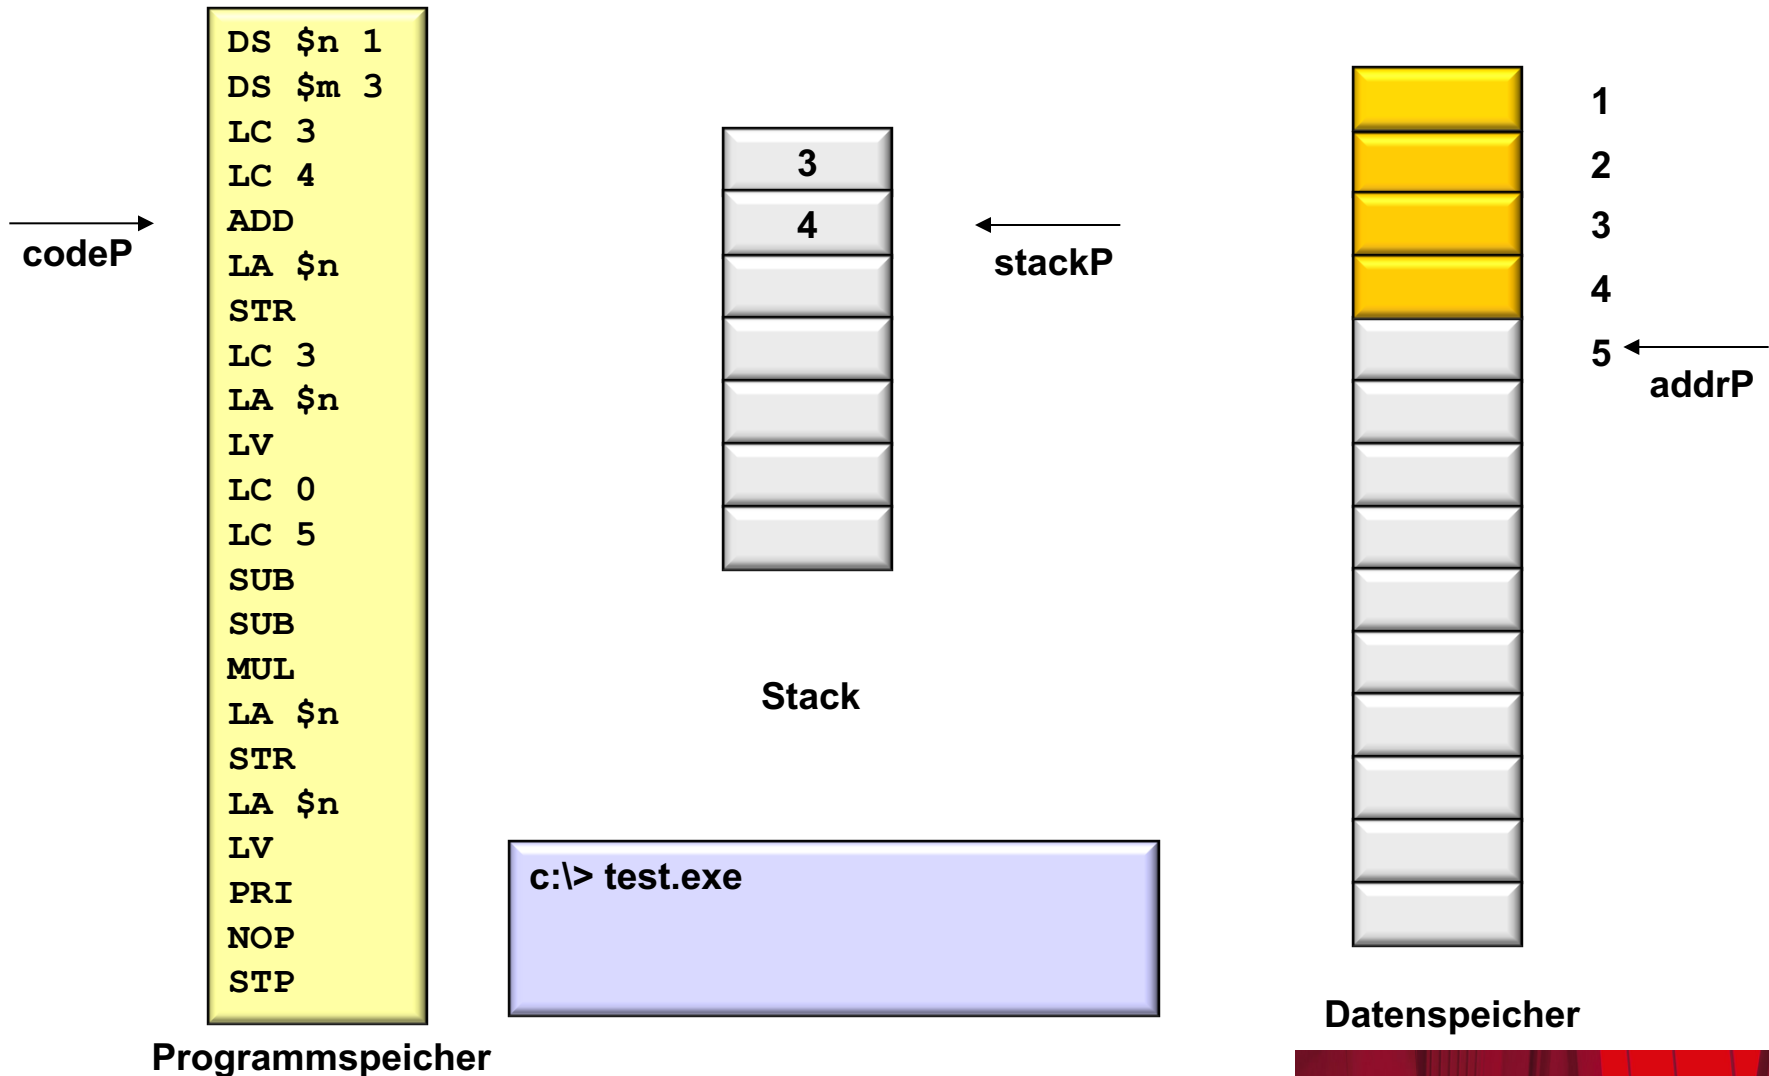 DS $n 1
DS $m 3
LC 3
LC 4
ADD
LA $n
STR
LC 3
LA $n
LV
LC 0
LC 5
SUB
SUB
MUL
LA $n
STR
LA $n
LV
PRI
NOP
STP
codeP
Programmspeicher
3
4
stackP
Stack
c:\> test.exe
1
2
3
4
5
addrP
Datenspeicher